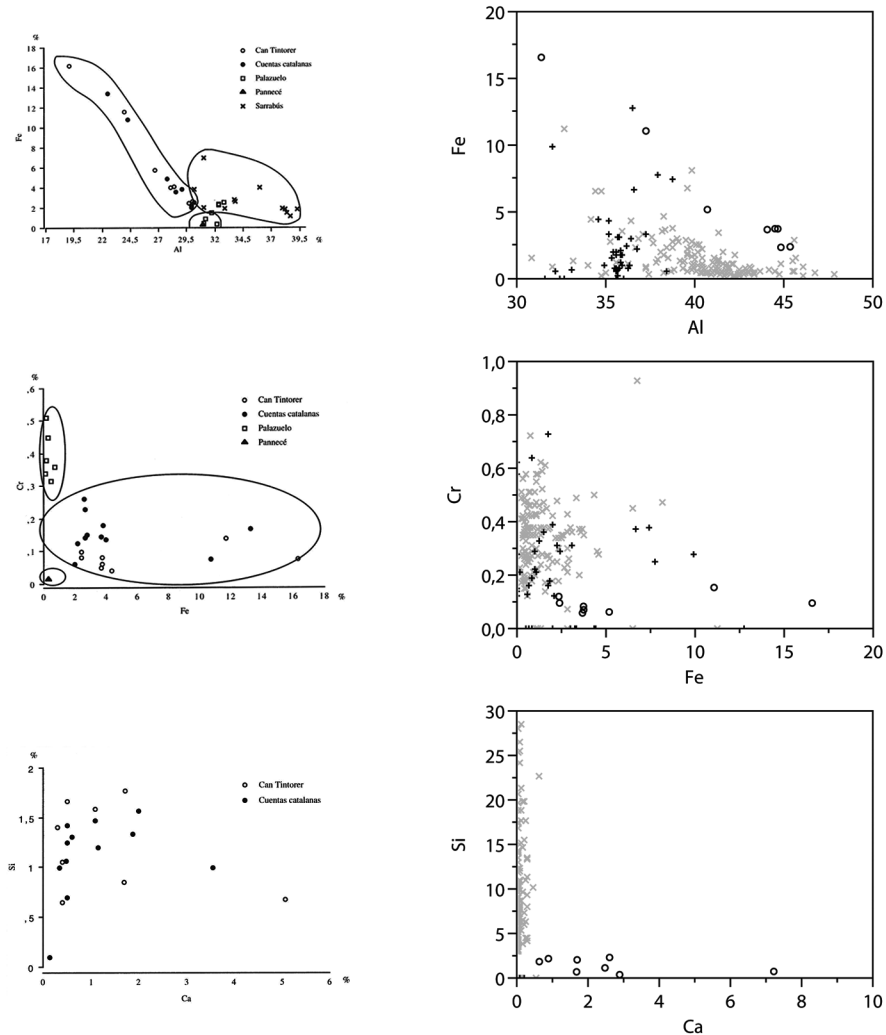 %
18
16
14
12
10
8
6
4
2
0
Fe
17 19,5 22 24,5 27 29,5 32 34,5 37 39,5 %
Al
Can Tintorer
Cuentas catalanas
Palazuelo
Pannecé
Sarrabús
20
15
10
5
0
Fe
30 35 40 45 50
Al
%
,6
,5
,4
,3
,2
,1
0
Cr
0 2 4 6 8 10 12 14 16 18 %
Fe
Can Tintorer
Cuentas catalanas
Palazuelo
Pannecé
1,0
0,8
0,6
0,4
0,2
0,0
Cr
0 5 10 15 20
Fe
%
2
1,5
1
,5
0
Si
0 1 2 3 4 5 6 %
Ca
Can Tintorer
Cuentas catalanas
30
25
20
15
10
5
0
Si
0 2 4 6 8 10
Ca